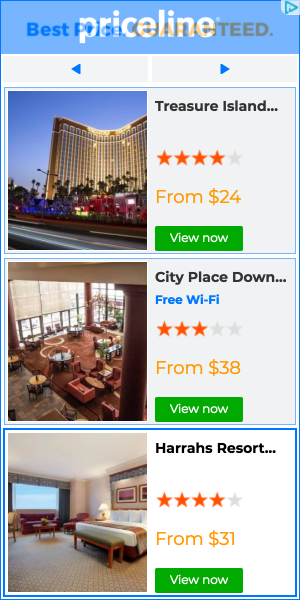 Best Price. GUARANTEED.
priceline
Treasure Island...
From $24
View now
City Place Down...
Free Wi-Fi
From $38
View now
Harrahs Resort...
From $31
View now